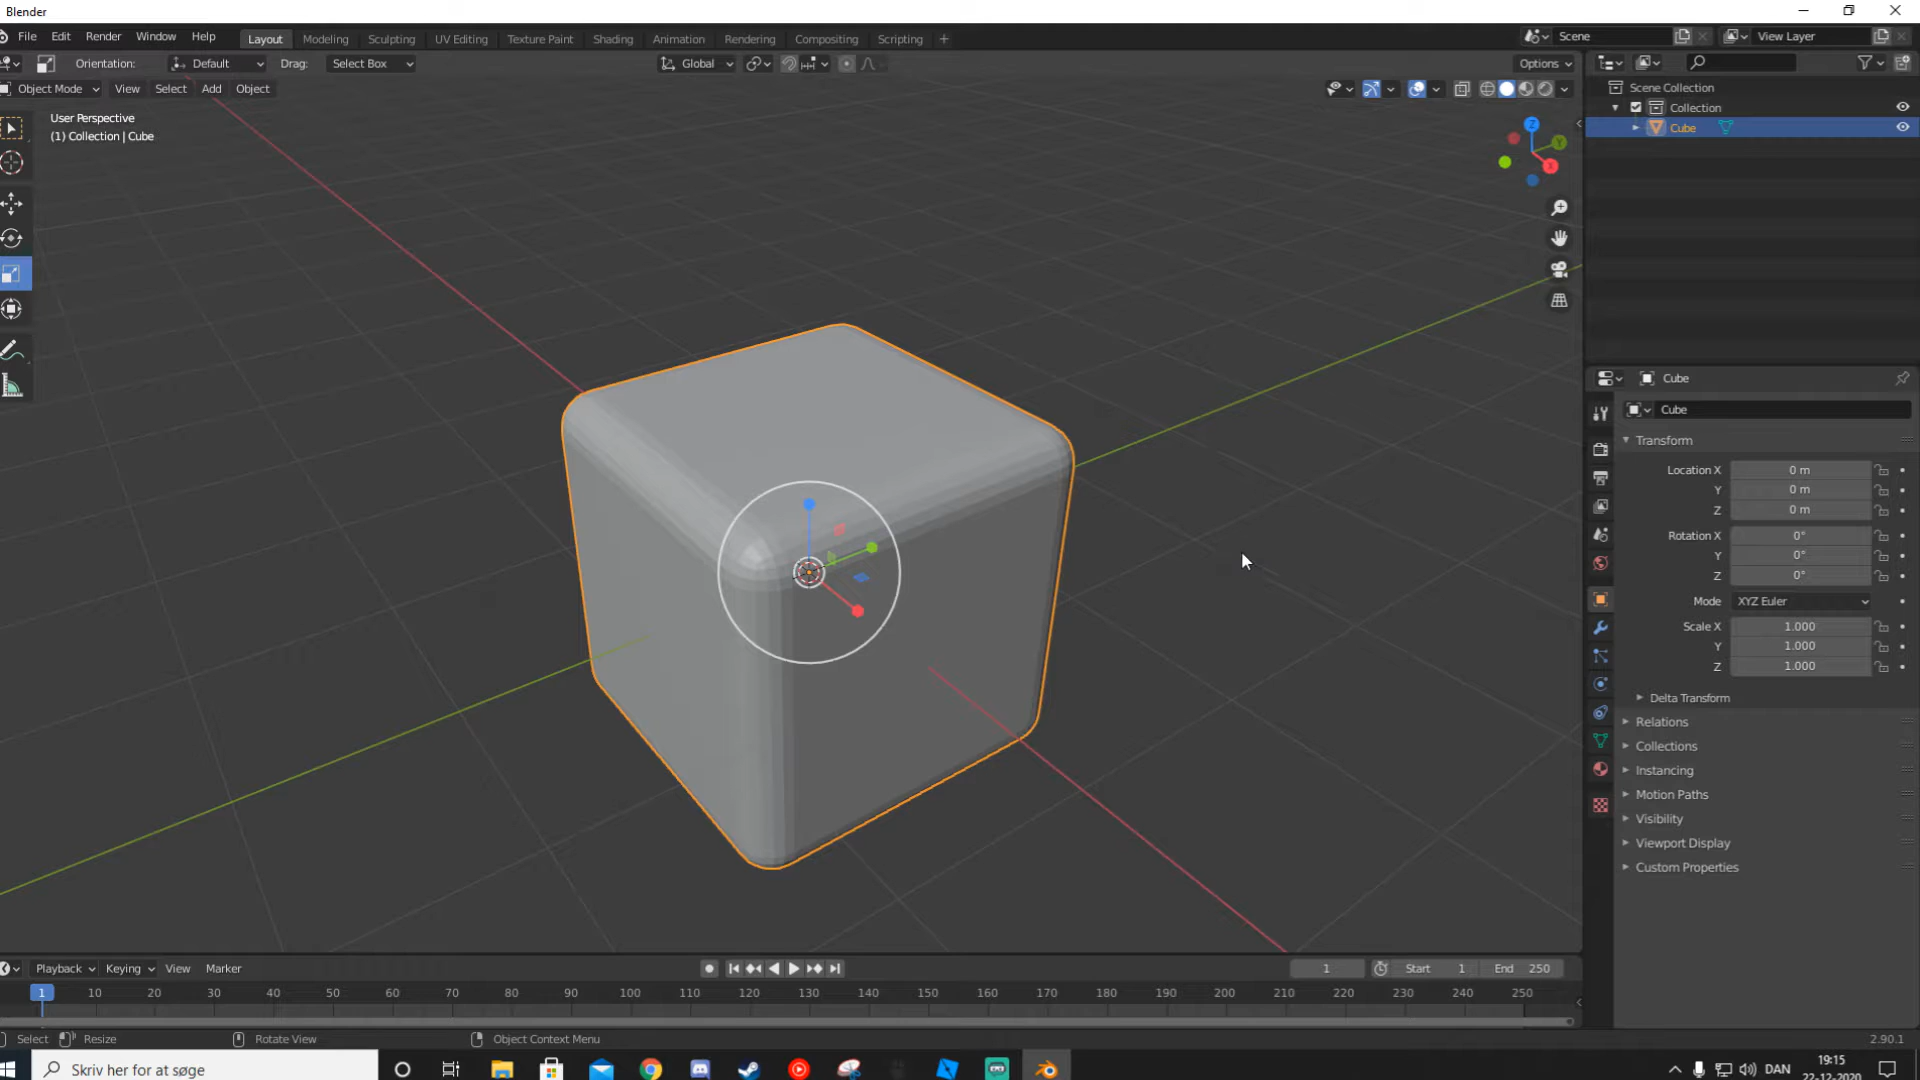 Blender
File Edit Render Window Help Layout Modeling Sculpting UV Editing Texture Paint Shading Animation Rendering Compositing Scripting + Scene View Layer
Orientation: Default Drag: Select Box Global Options
Object Mode View Select Add Object
User Perspective
(1) Collection | Cube
Z
Y
X
Scene Collection
Collection
Cube
Cube
Cube
Transform
Location X 0 m
Y 0 m
Z 0 m
Rotation X 0°
Y 0°
Z 0°
Mode XYZ Euler
Scale X 1.000
Y 1.000
Z 1.000
Delta Transform
Relations
Collections
Instancing
Motion Paths
Visibility
Viewport Display
Custom Properties
Playback Keying View Marker 1 Start 1 End 250
1 10 20 30 40 50 60 70 80 90 100 110 120 130 140 150 160 170 180 190 200 210 220 230 240 250
Select Resize Rotate View Object Context Menu 2.90.1
Skriv her for at søge DAN 19:15
22-12-2020